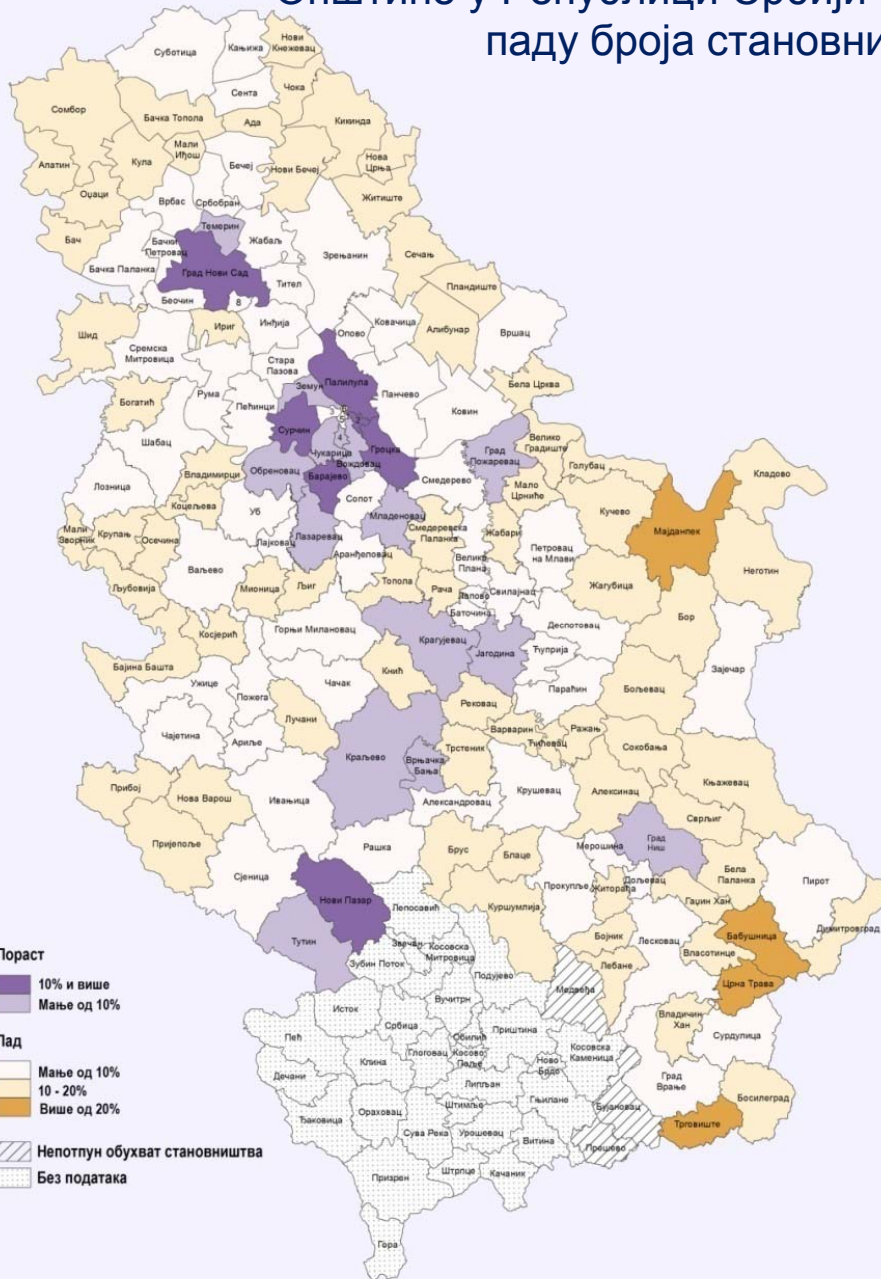 Општине у Републици Србији
паду броја становни
Суботица
Кањижа
Нови
Кнежевац
Сента
Чока
Сомбор
Бачка Топола
Ада
Кикинда
Мали
Иђош
Апатин
Кула
Бечеј
Нови Бечеј
Нова
Црња
Оџаци
Врбас
Србобран
Житиште
Темерин
Бач
Бачки
Петровац
Жабаљ
Зрењанин
Сечањ
Бачка Паланка
Град Нови Сад
Тител
Пландиште
Беочин
8
Шид
Ириг
Инђија
Опово
Ковачица
Алибунар
Вршац
Сремска
Митровица
Стара
Пазова
Земун
Палилула
Панчево
Бела Црква
Богатић
Рума
Пећинци
Сурчин
3
2
4
Ковин
Шабац
Чукарица
Гроцка
Вождовац
Град
Пожаревац
Велико
Градиште
Голубац
Владимирци
Обреновац
Барајево
Смедерево
Мало
Црниће
Кладово
Лозница
Коцељева
Уб
Сопот
Младеновац
Кучево
Мајданпек
Мали
Зворник
Крупањ
Осечина
Лајковац
Лазаревац
Смедеревска
Паланка
Жабари
Петровац
на Млави
Аранђеловац
Велика
Плана
Неготин
Љубовија
Ваљево
Мионица
Љиг
Топола
Рача
Лапово
Свилајнац
Жагубица
Баточина
Бор
Косјерић
Горњи Милановац
Крагујевац
Деспотовац
Бајина Башта
Јагодина
Ћуприја
Зајечар
Ужице
Пожега
Чачак
Кнић
Параћин
Бољевац
Чајетина
Лучани
Рековац
Ариље
Краљево
Врњачка
Бања
Трстеник
Варварин
Ћићевац
Ражањ
Сокобања
Прибој
Нова Варош
Ивањица
Александровац
Крушевац
Алексинац
Књажевац
Пријепоље
Сврљиг
Град
Ниш
Рашка
Брус
Блаце
Мерошина
Сјеница
Прокупље
Дољевац
Бела
Паланка
Пирот
Нови Пазар
Житорађа
Гаџин Хан
Лепосавић
Куршумлија
Бабушница
Димитровград
Тутин
Звечан
Косовска
Митровица
Бојник
Лесковац
Власотинце
Зубин Поток
Подујево
Лебане
Црна Трава
Медвеђа
Вучитрн
Исток
Србица
Обилић
Приштина
Владичин
Хан
Сурдулица
Пећ
Клина
Глоговац
Косово
Поље
Ново
Брдо
Косовска
Каменица
Дечани
Липљан
Град
Врање
Босилеград
Гњилане
Бујановац
Ђаковица
Ораховац
Штимље
Трговиште
Сува Река
Урошевац
Витина
Прешево
Призрен
Штрпце
Качаник
Гора
Пораст
10% и више
Мање од 10%
Пад
Мање од 10%
10 - 20%
Више од 20%
Непотпун обухват становништва
Без података